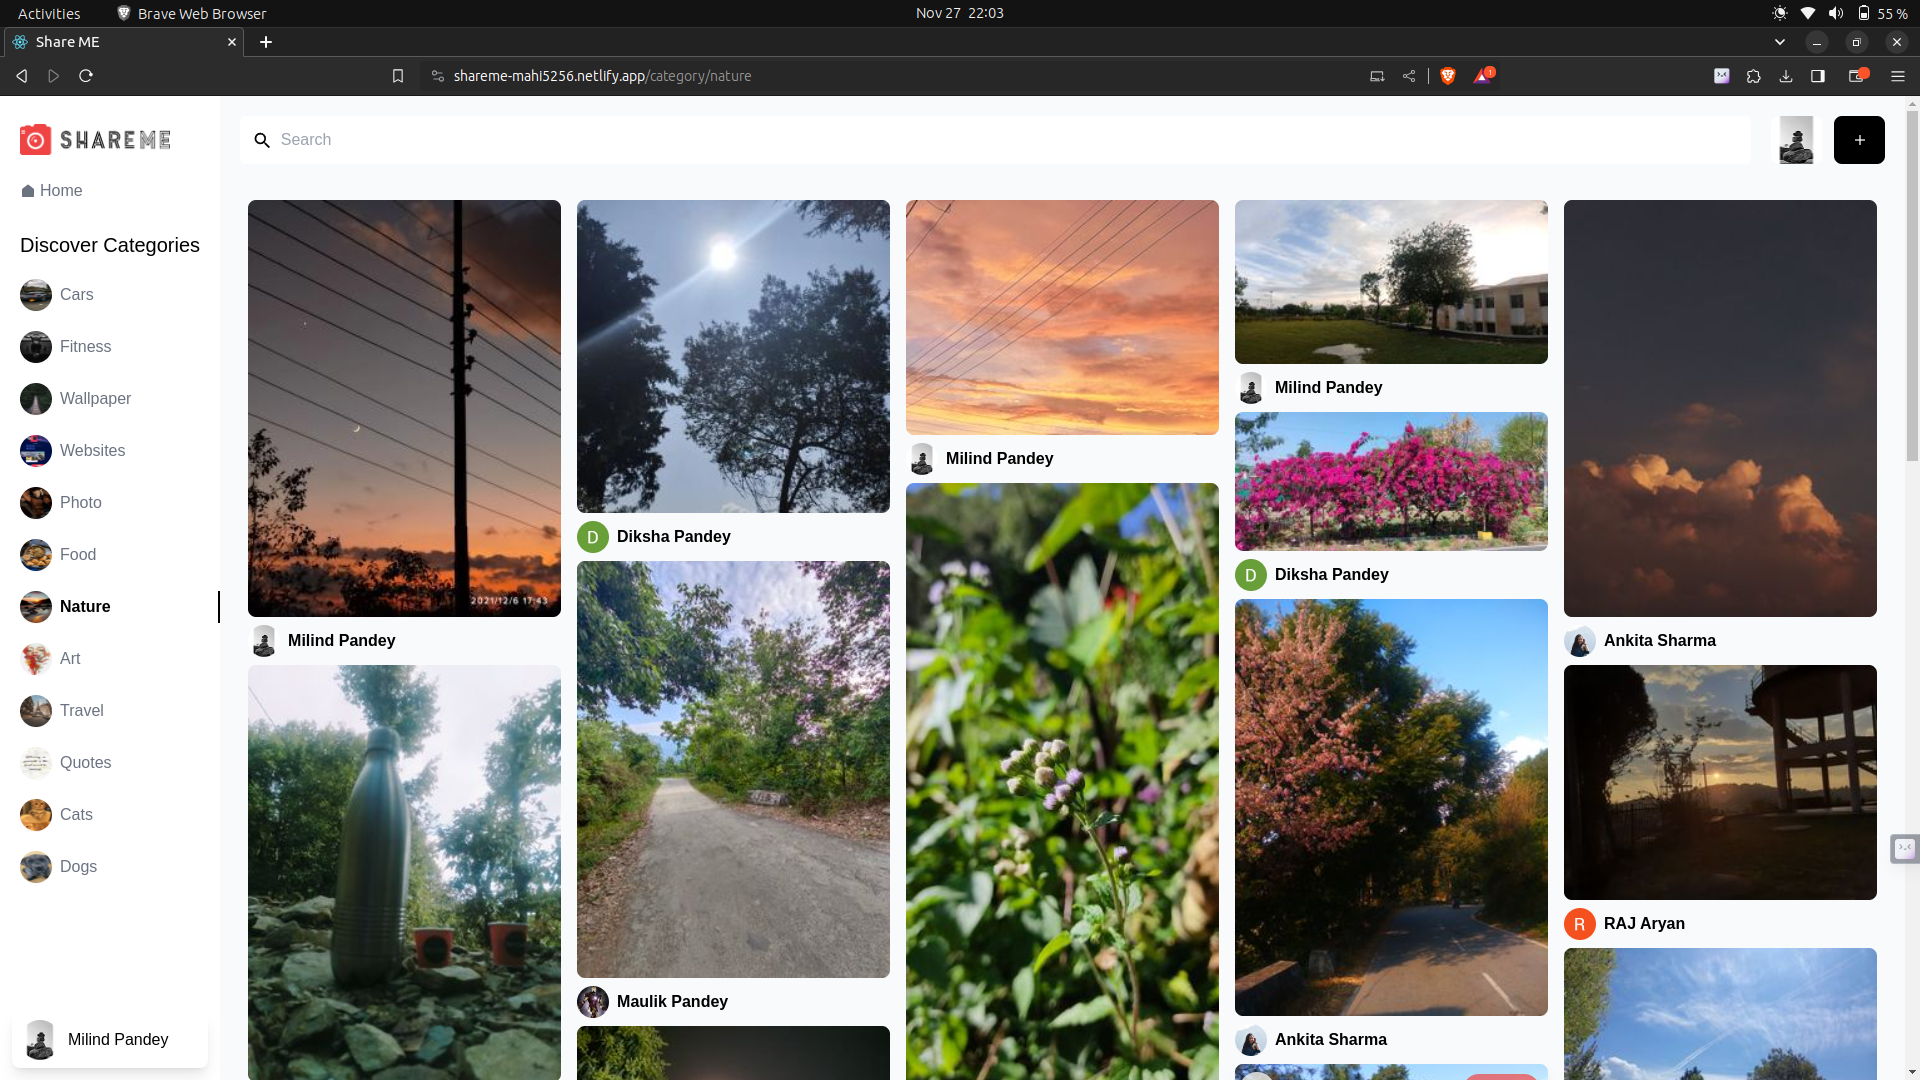 Activities
Brave Web Browser
Nov 27 22:03
55 %
Share ME
shareme-mahi5256.netlify.app/category/nature
1
SHAREME
Search
Home
Discover Categories
Cars
Fitness
Wallpaper
Websites
Photo
Food
Nature
Art
Travel
Quotes
Cats
Dogs
Milind Pandey
2021/12/6 17:43
Milind Pandey
D Diksha Pandey
Maulik Pandey
Milind Pandey
Milind Pandey
D Diksha Pandey
Ankita Sharma
Ankita Sharma
R RAJ Aryan